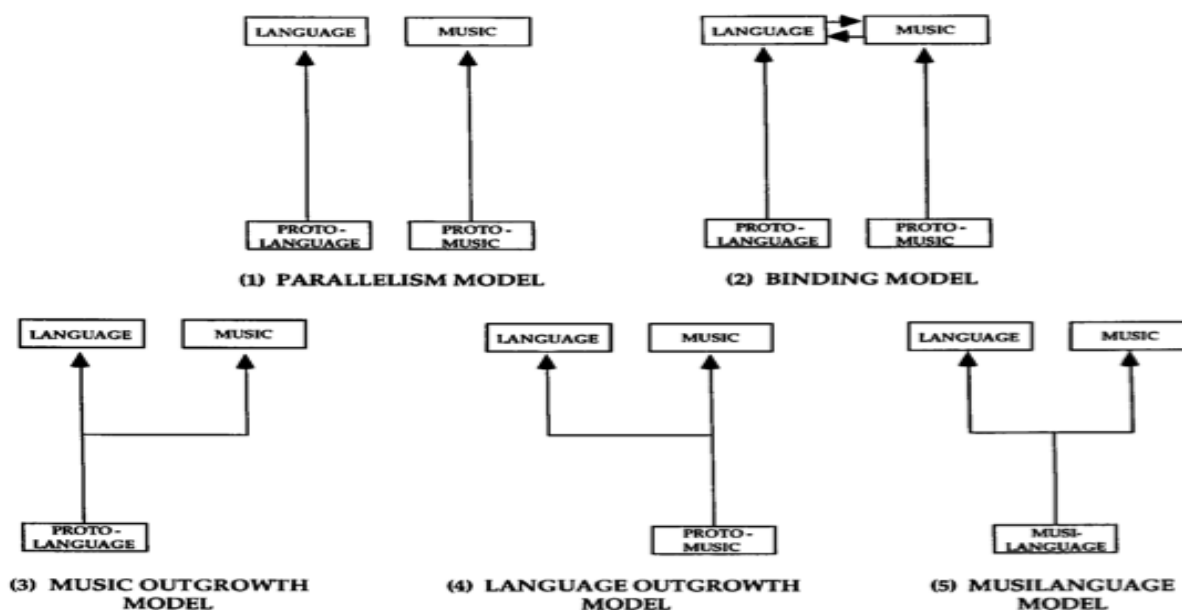 LANGUAGE
MUSIC
PROTO-
LANGUAGE
PROTO-
MUSIC
(1) PARALLELISM MODEL
LANGUAGE
MUSIC
PROTO-
LANGUAGE
PROTO-
MUSIC
(2) BINDING MODEL
LANGUAGE
MUSIC
PROTO-
LANGUAGE
(3) MUSIC OUTGROWTH
MODEL
LANGUAGE
MUSIC
PROTO-
MUSIC
(4) LANGUAGE OUTGROWTH
MODEL
LANGUAGE
MUSIC
MUSI-
LANGUAGE
(5) MUSILANGUAGE
MODEL